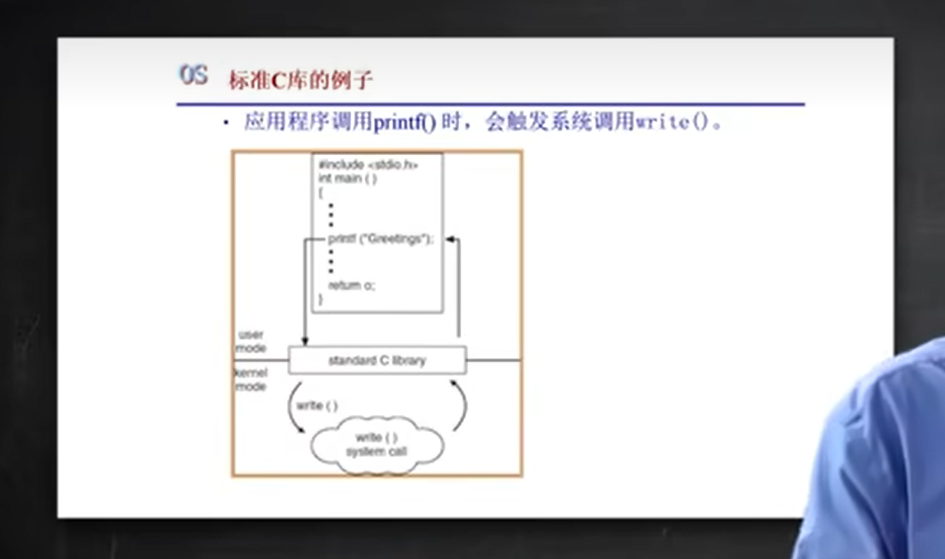 OS 标准C库的例子
• 应用程序调用printf() 时，会触发系统调用write()。
#include <stdio.h>
int main ( )
{
printf ("Greetings");
return o;
}
user
mode
standard C library
kernel
mode
write ( )
write ( )
system call